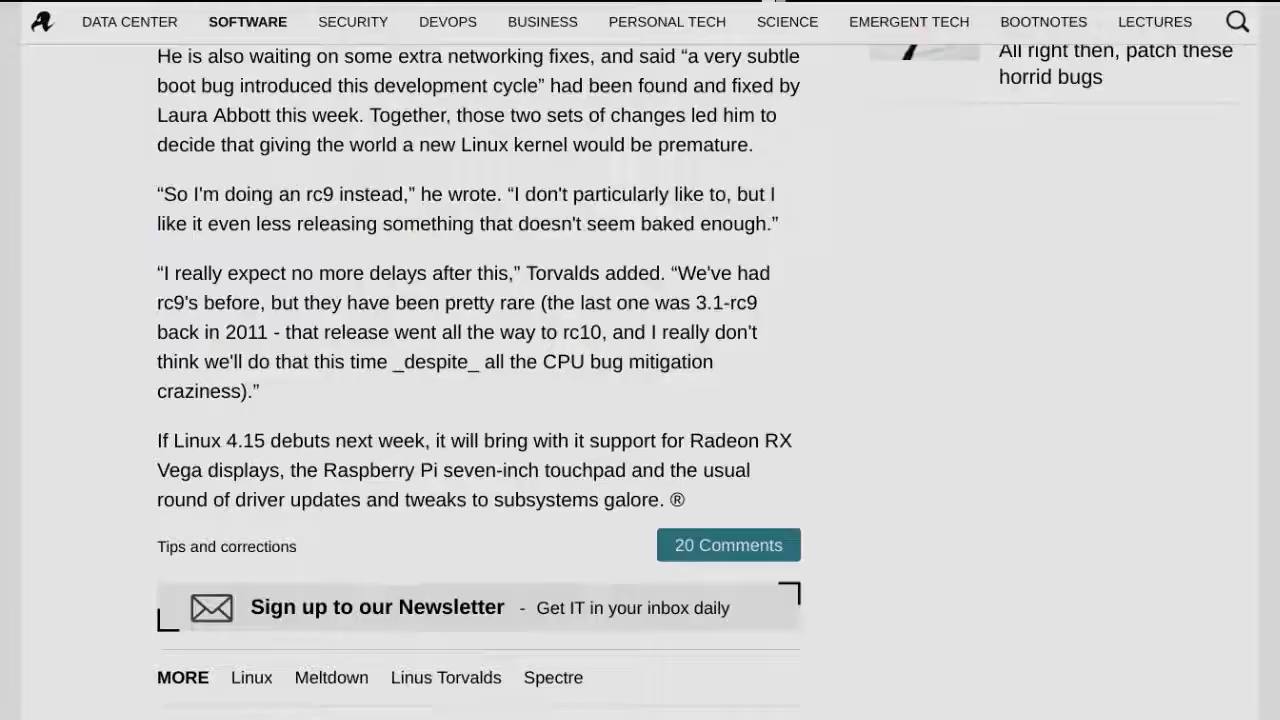 DATA CENTER SOFTWARE SECURITY DEVOPS BUSINESS PERSONAL TECH SCIENCE EMERGENT TECH BOOTNOTES LECTURES
He is also waiting on some extra networking fixes, and said “a very subtle
boot bug introduced this development cycle” had been found and fixed by
Laura Abbott this week. Together, those two sets of changes led him to
decide that giving the world a new Linux kernel would be premature.
“So I'm doing an rc9 instead,” he wrote. “I don't particularly like to, but I
like it even less releasing something that doesn't seem baked enough.”
“I really expect no more delays after this,” Torvalds added. “We've had
rc9's before, but they have been pretty rare (the last one was 3.1-rc9
back in 2011 - that release went all the way to rc10, and I really don't
think we'll do that this time _despite_ all the CPU bug mitigation
craziness).”
If Linux 4.15 debuts next week, it will bring with it support for Radeon RX
Vega displays, the Raspberry Pi seven-inch touchpad and the usual
round of driver updates and tweaks to subsystems galore. ®
Tips and corrections
20 Comments
Sign up to our Newsletter - Get IT in your inbox daily
MORE Linux Meltdown Linus Torvalds Spectre
All right then, patch these
horrid bugs